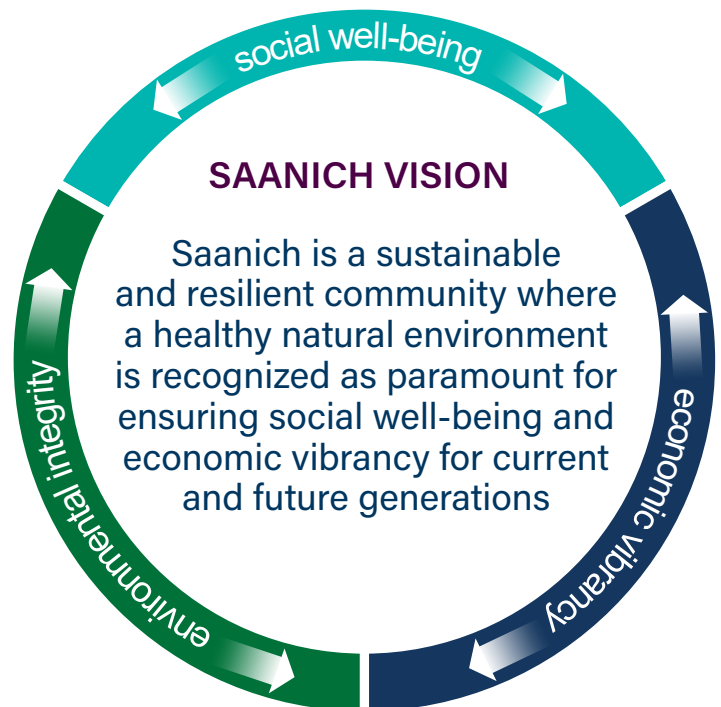 social well-being
SAANICH VISION
Saanich is a sustainable
and resilient community where
a healthy natural environment
is recognized as paramount for
ensuring social well-being and
economic vibrancy for current
and future generations
environmental integrity
economic vibrancy